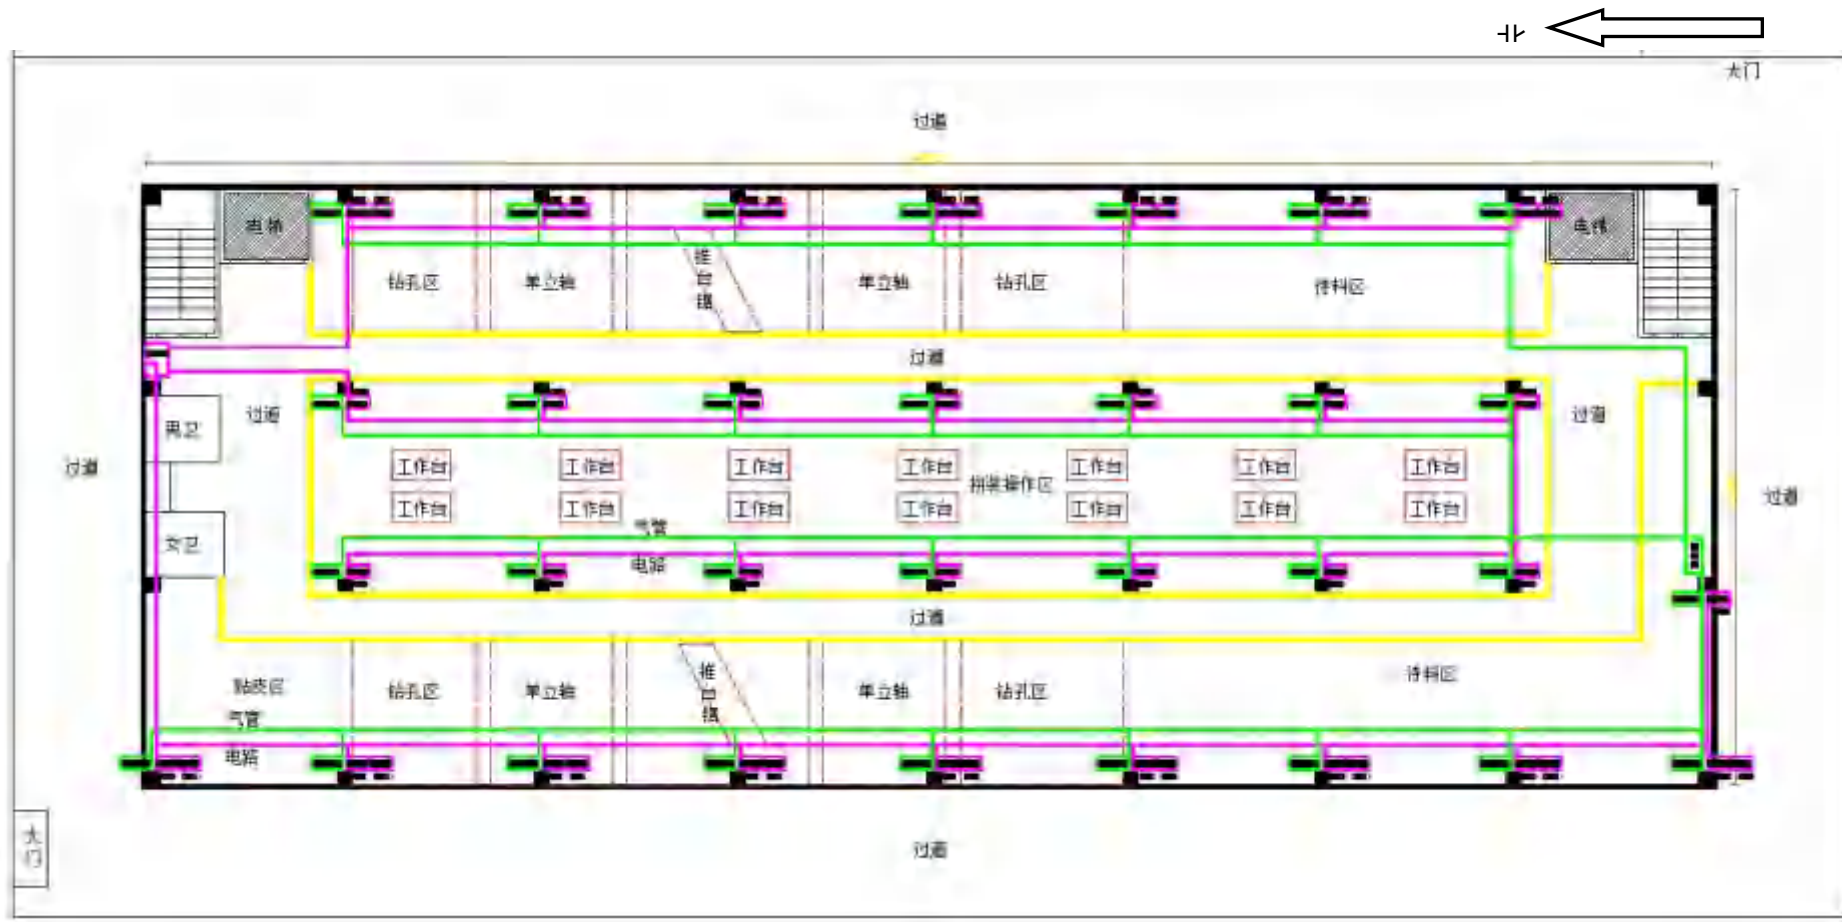 北
大门
过道
电梯
电梯
钻孔区
单立轴
推台锯
单立轴
钻孔区
待料区
过道
过道
过道
男卫
过道
工作台
工作台
工作台
工作台
工作台
工作台
工作台
拼装操作区
过道
工作台
工作台
工作台
工作台
工作台
工作台
工作台
气管
女卫
电路
过道
贴皮区
钻孔区
单立轴
推台锯
单立轴
钻孔区
待料区
气管
电路
大门
过道